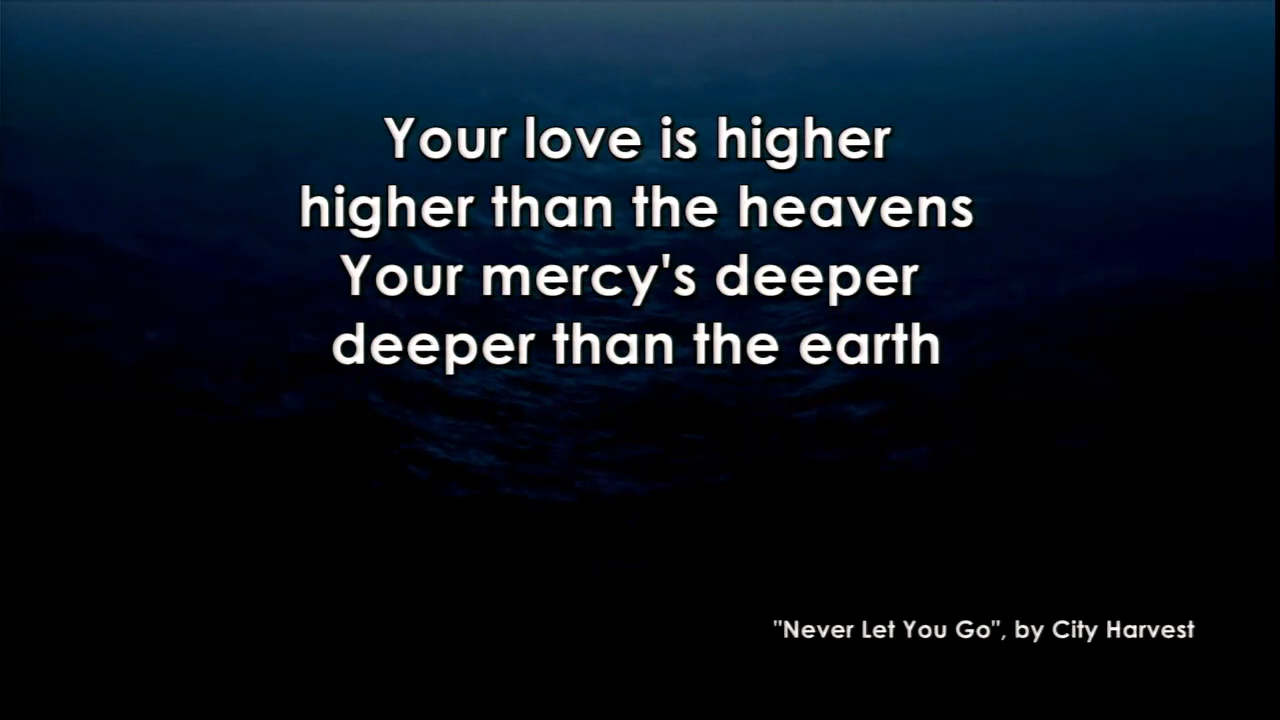 Your love is higher
higher than the heavens
Your mercy's deeper
deeper than the earth
"Never Let You Go", by City Harvest